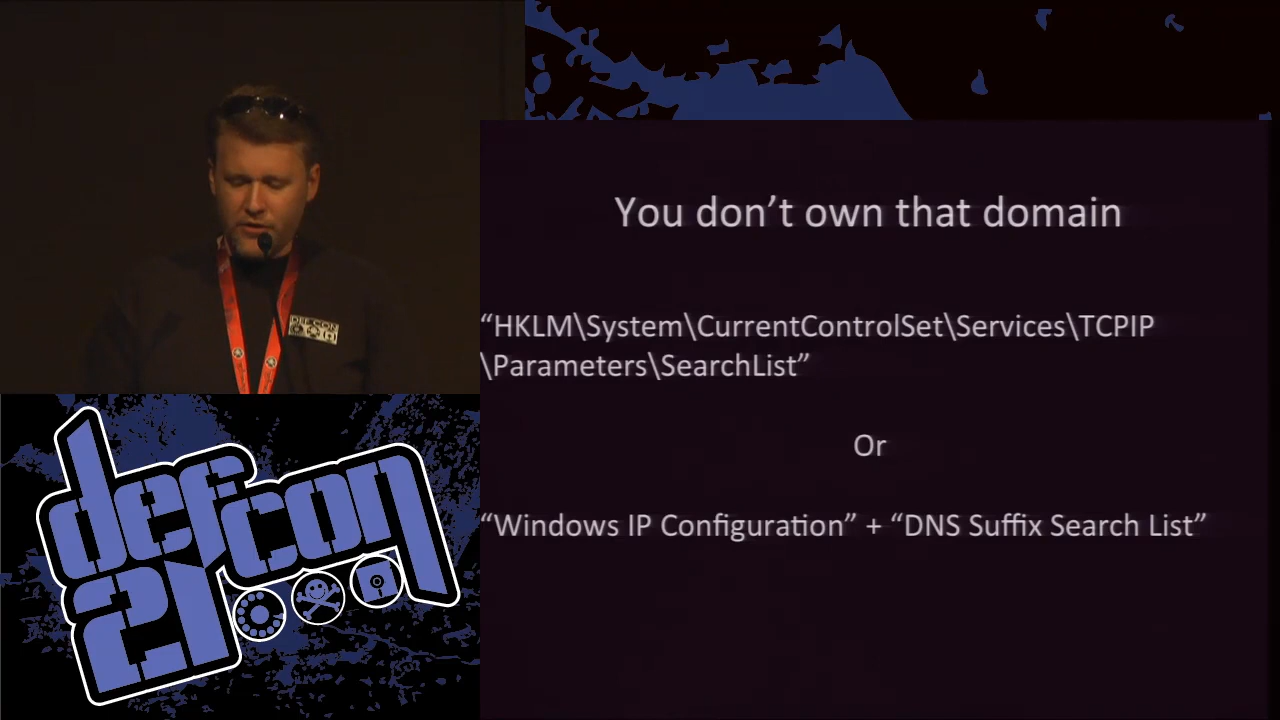 You don’t own that domain
“HKLM\System\CurrentControlSet\Services\TCPIP
\Parameters\SearchList”
Or
“Windows IP Configuration” + “DNS Suffix Search List”
DEFCON
defcon
21